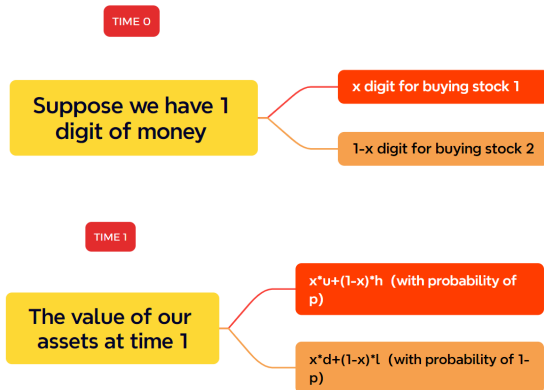 TIME 0
Suppose we have 1
digit of money
x digit for buying stock 1
1-x digit for buying stock 2
TIME 1
The value of our
assets at time 1
x*u+(1-x)*h (with probability of
p)
x*d+(1-x)*l (with probability of 1-
p)